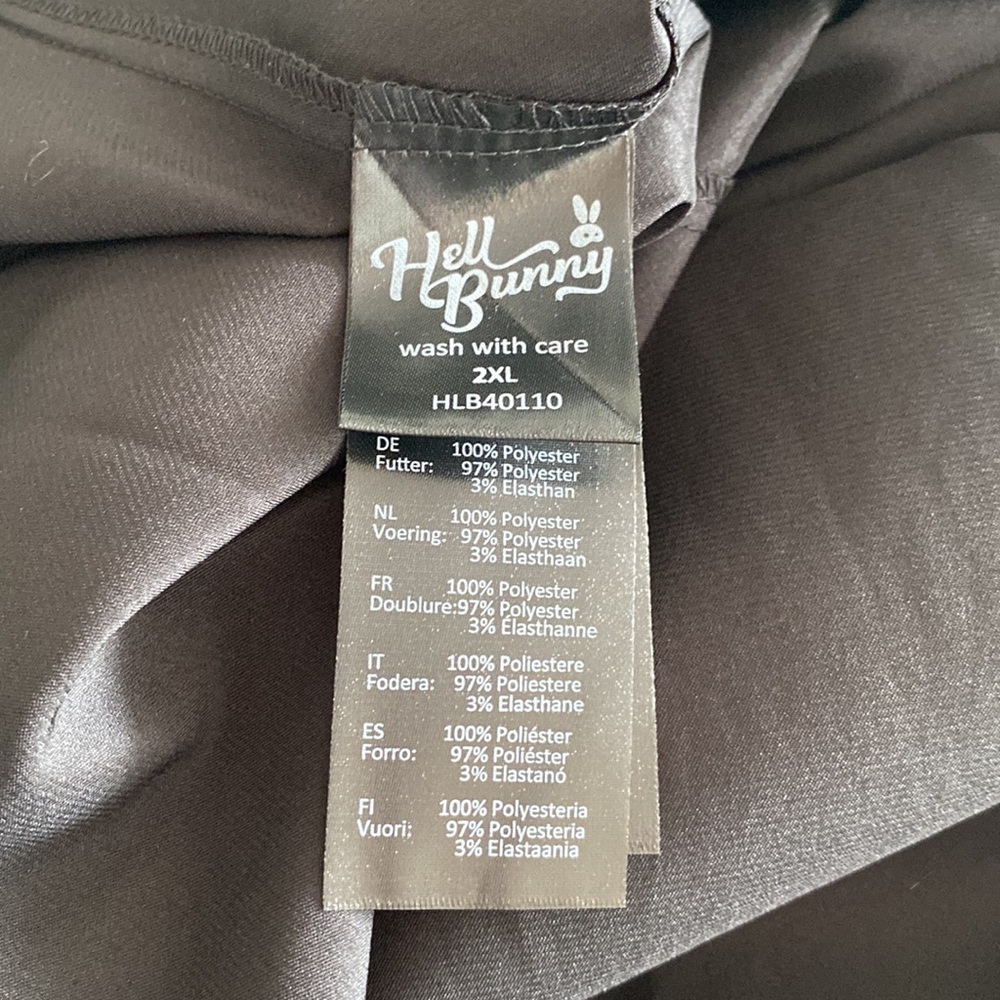 Hell
Bunny
wash with care
2XL
HLB40110
DE 100% Polyester
Futter: 97% Polyester
3% Elasthan
NL 100% Polyester
Voering: 97% Polyester
3% Elasthaan
FR 100% Polyester
Doublure:97% Polyester
3% Élasthanne
IT 100% Poliestere
Fodera: 97% Poliestere
3% Elasthane
ES 100% Poliéster
Forro: 97% Poliéster
3% Elastanó
FI 100% Polyesteria
Vuori; 97% Polyesteria
3% Elastaania